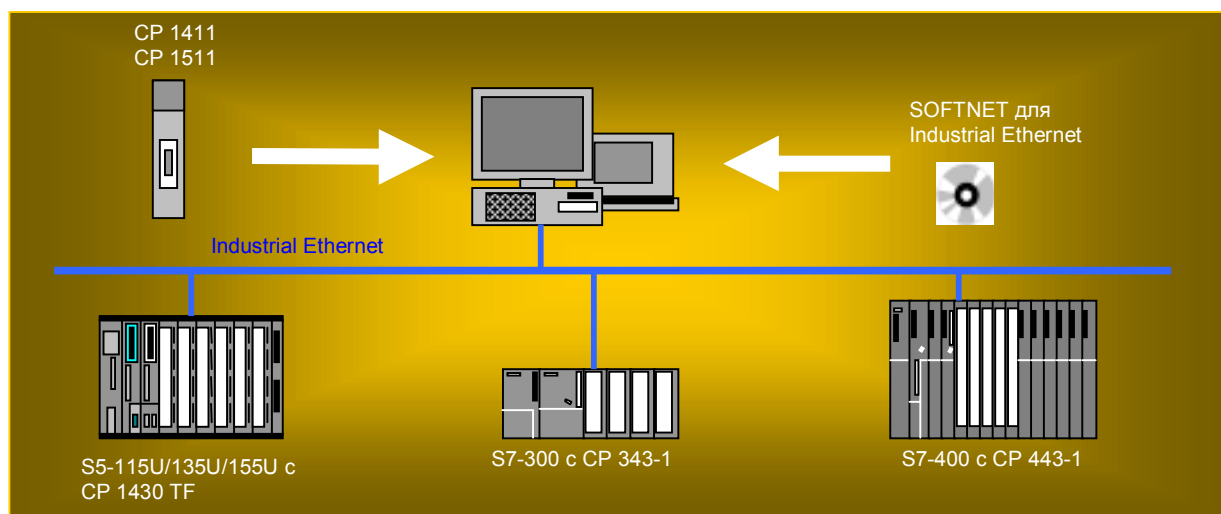 CP 1411
CP 1511
SOFTNET для
Industrial Ethernet
Industrial Ethernet
S5-115U/135U/155U с
CP 1430 TF
S7-300 с CP 343-1
S7-400 с CP 443-1